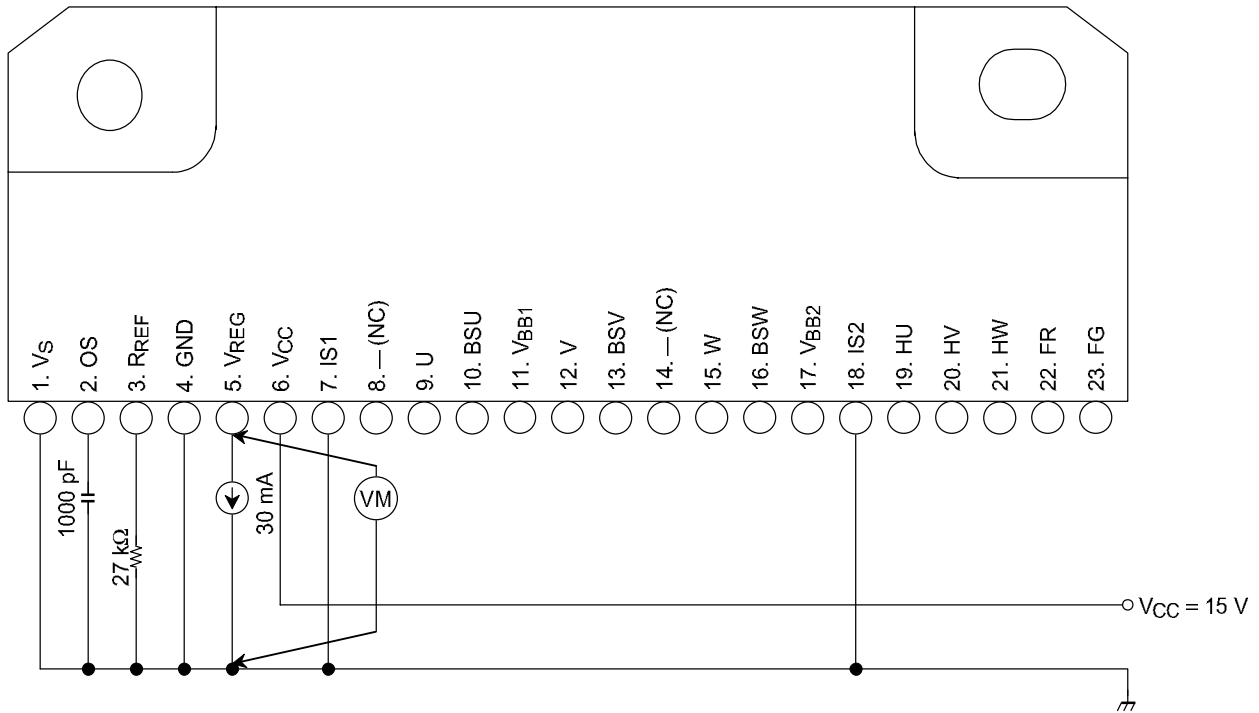 1. VS
2. OS
3. RREF
4. GND
5. VREG
6. VCC
7. IS1
8. — (NC)
9. U
10. BSU
11. VBB1
12. V
13. BSV
14. — (NC)
15. W
16. BSW
17. VBB2
18. IS2
19. HU
20. HV
21. HW
22. FR
23. FG
1000 pF
27 kΩ
30 mA
VM
VCC = 15 V